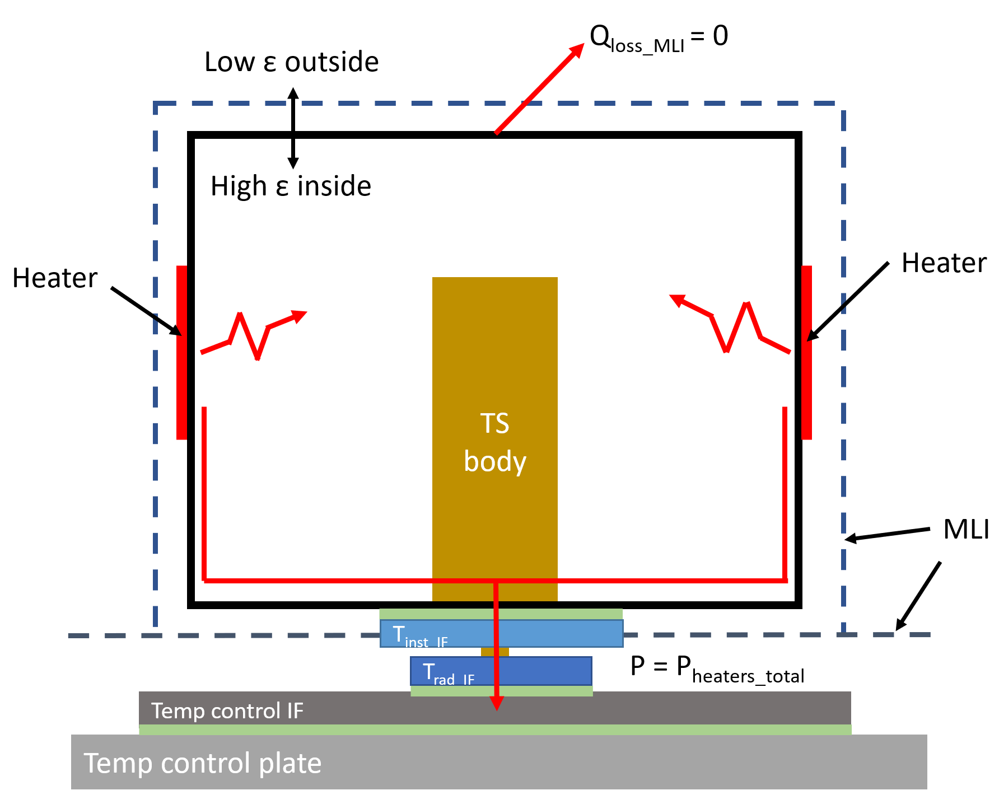 Q_loss_MLI = 0
Low ε outside
High ε inside
Heater
Heater
TS
body
MLI
T_inst_IF
T_rad_IF
P = P_heaters_total
Temp control IF
Temp control plate